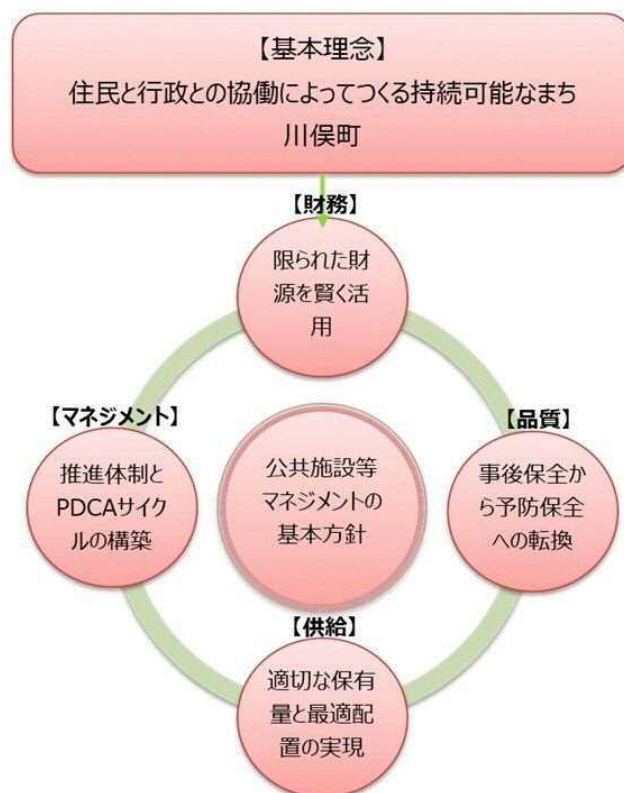 【基本理念】
住民と行政との協働によってつくる持続可能なまち
川俣町
【財務】
限られた財
源を賢く活
用
【マネジメント】
推進体制と
PDCAサイク
ルの構築
公共施設等
マネジメントの
基本方針
【品質】
事後保全か
ら予防保全
への転換
【供給】
適切な保有
量と最適配
置の実現